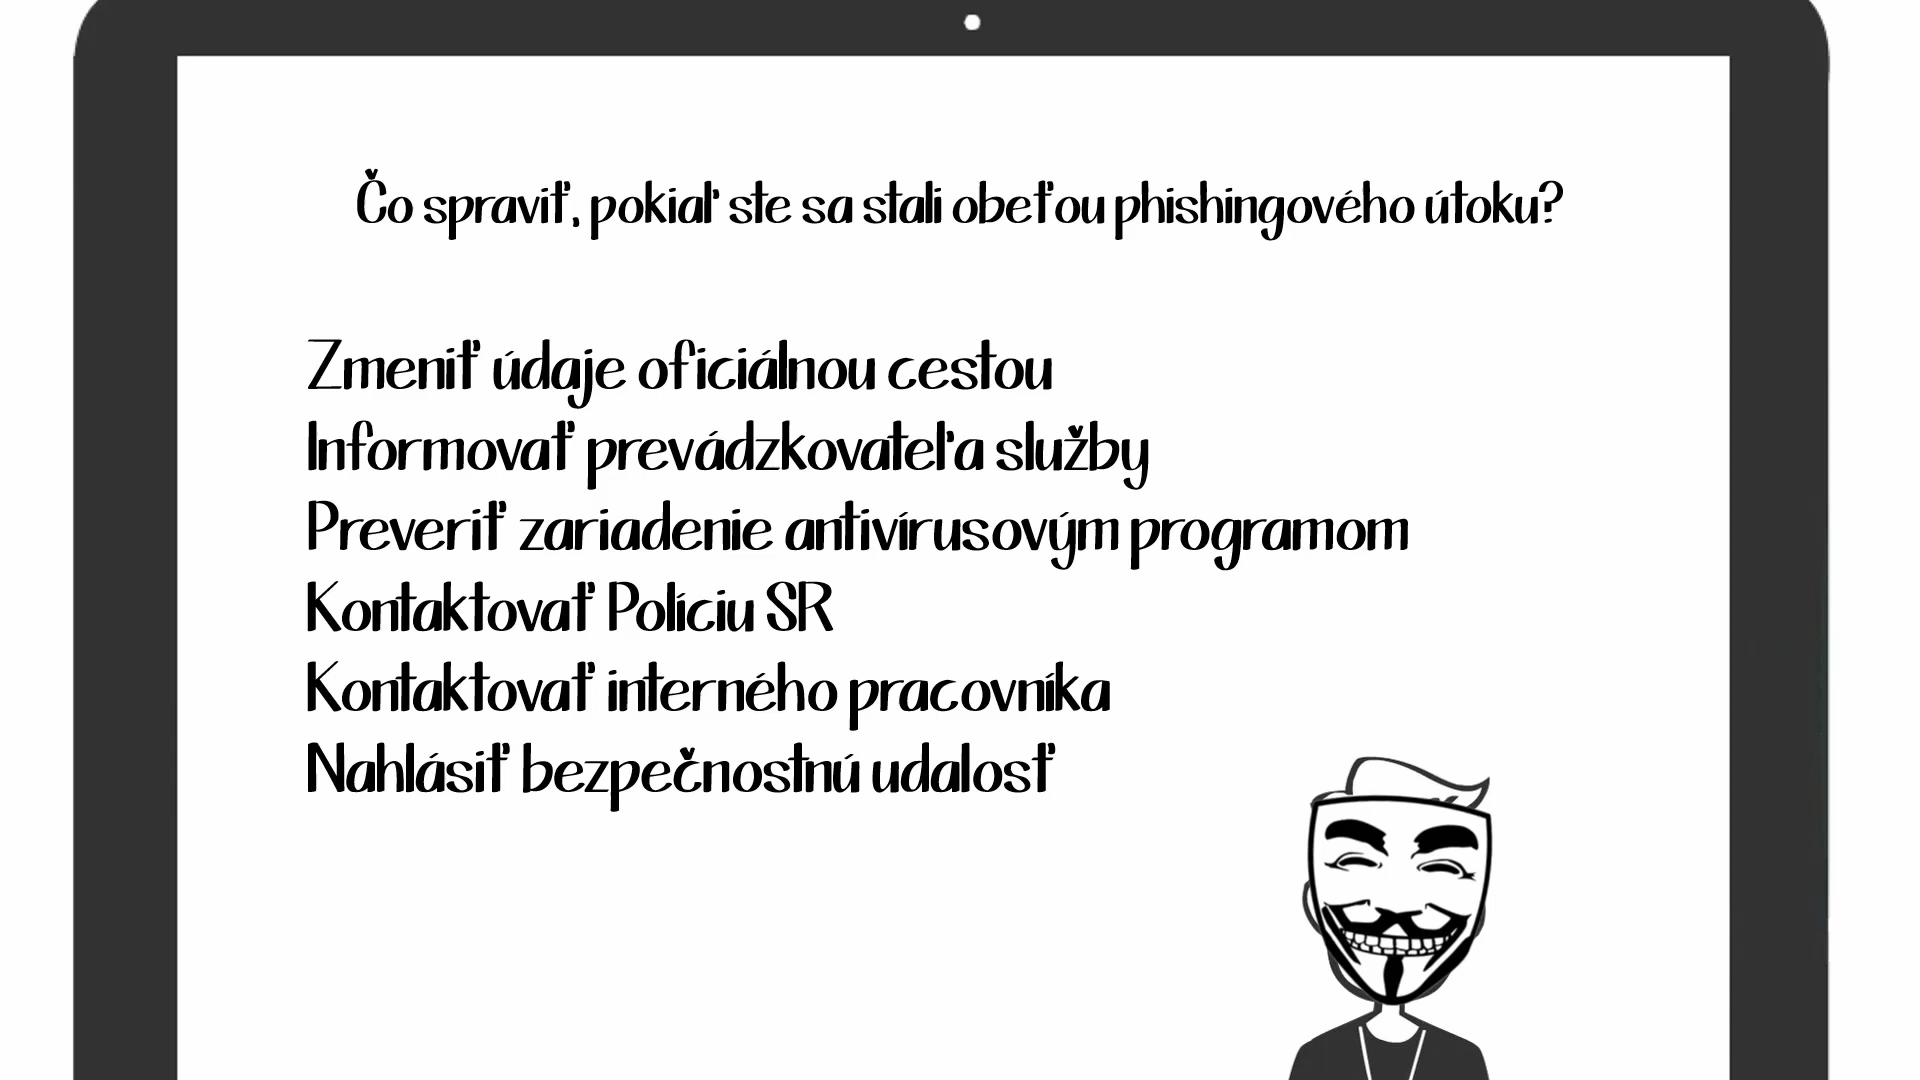 Čo spraviť, pokiaľ ste sa stali obeťou phishingového útoku?
Zmeniť údaje oficiálnou cestou
Informovať prevádzkovateľa služby
Preveriť zariadenie antivírusovým programom
Kontaktovať Políciu SR
Kontaktovať interného pracovníka
Nahlásiť bezpečnostnú udalosť